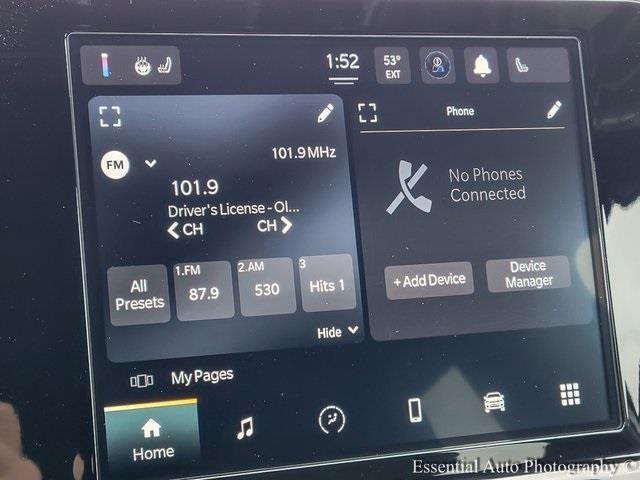 1:52
53°
EXT
FM
101.9 MHz
101.9
Driver's License - Ol...
CH
CH
All
Presets
1.FM
87.9
2.AM
530
3
Hits 1
Hide
Phone
No Phones
Connected
+ Add Device
Device
Manager
My Pages
Home
Essential Auto Photography ©